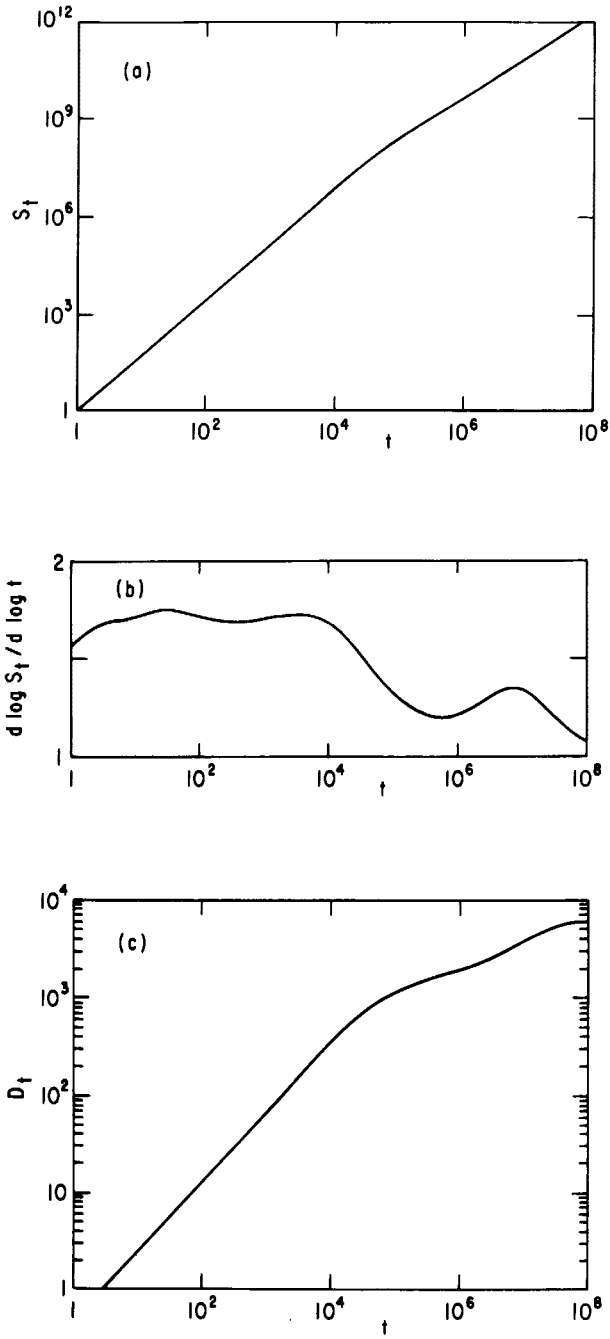 10¹²
(a)
10⁹
S_t
10⁶
10³
1
1 10² 10⁴ t 10⁶ 10⁸
2
(b)
d log S_t / d log t
1
1 10² 10⁴ t 10⁶ 10⁸
10⁴
(c)
10³
D_t
10²
10
1
1 10² 10⁴ t 10⁶ 10⁸